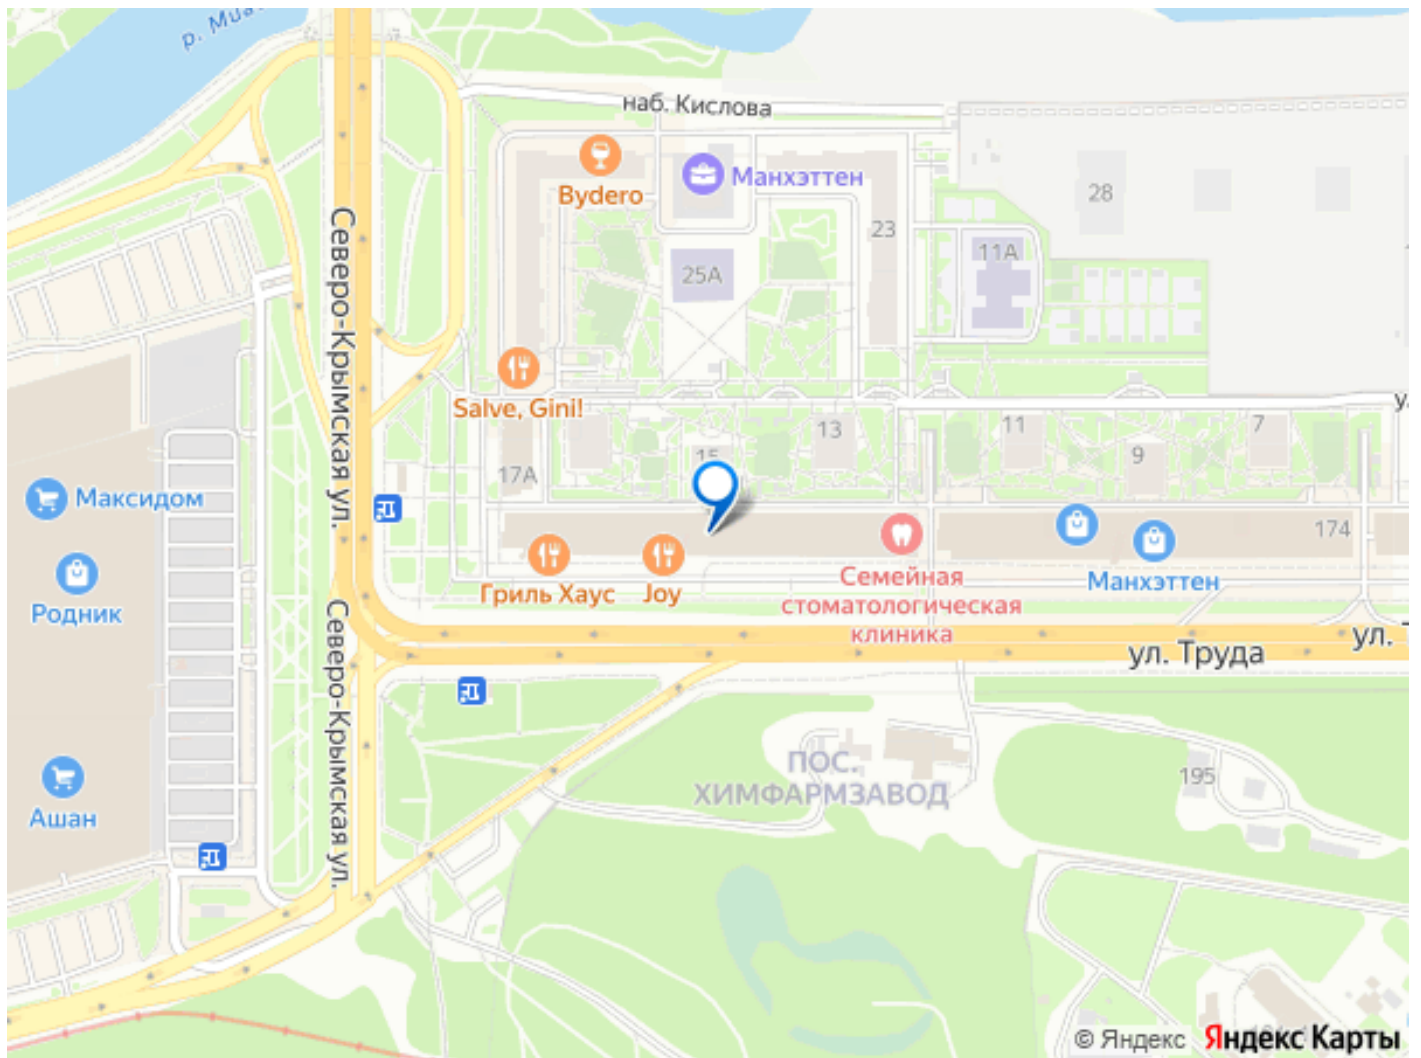 р. Миасс
наб. Кислова
Bydero
Манхэттен
28
23
11А
25А
Северо-Крымская ул.
Salve, Gini!
13
11
7
9
15
17А
174
Максидом
Родник
Гриль Хаус
Joy
Семейная
стоматологическая
клиника
Манхэттен
ул. Труда
ул. Т
у.
Северо-Крымская ул.
Ашан
ПОС.
ХИМФАРМЗАВОД
195
© Яндекс Яндекс Карты